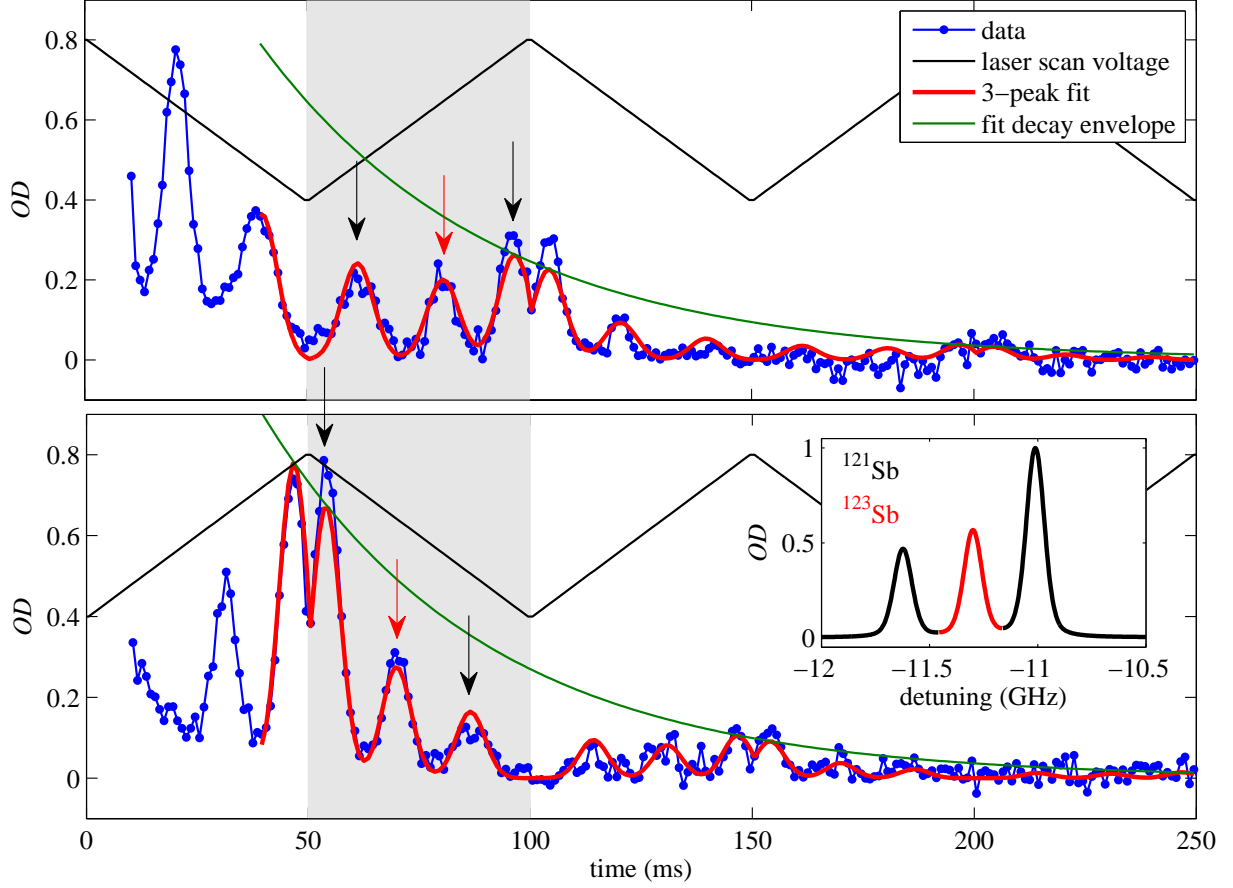 data
laser scan voltage
3−peak fit
fit decay envelope
OD
0.8
0.6
0.4
0.2
0
OD
0.8
0.6
0.4
0.2
0
0 50 100 150 200 250
time (ms)
121Sb
123Sb
OD
1
0.5
0
−12 −11.5 −11 −10.5
detuning (GHz)